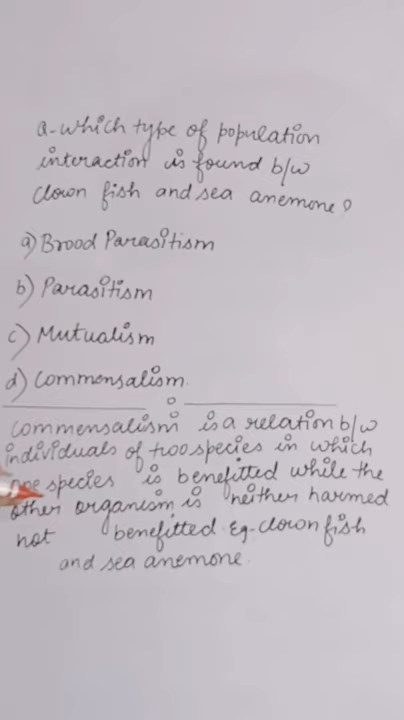 Q-which type of population
interaction is found b/w
clown fish and sea anemone?
a) Brood Parasitism
b) Parasitism
c) Mutualism
d) Commensalism.
Commensalism is a relation b/w
individuals of two species in which
one species is benefitted while the
other organism is neither harmed
not benefitted. Eg-clown fish
and sea anemone.